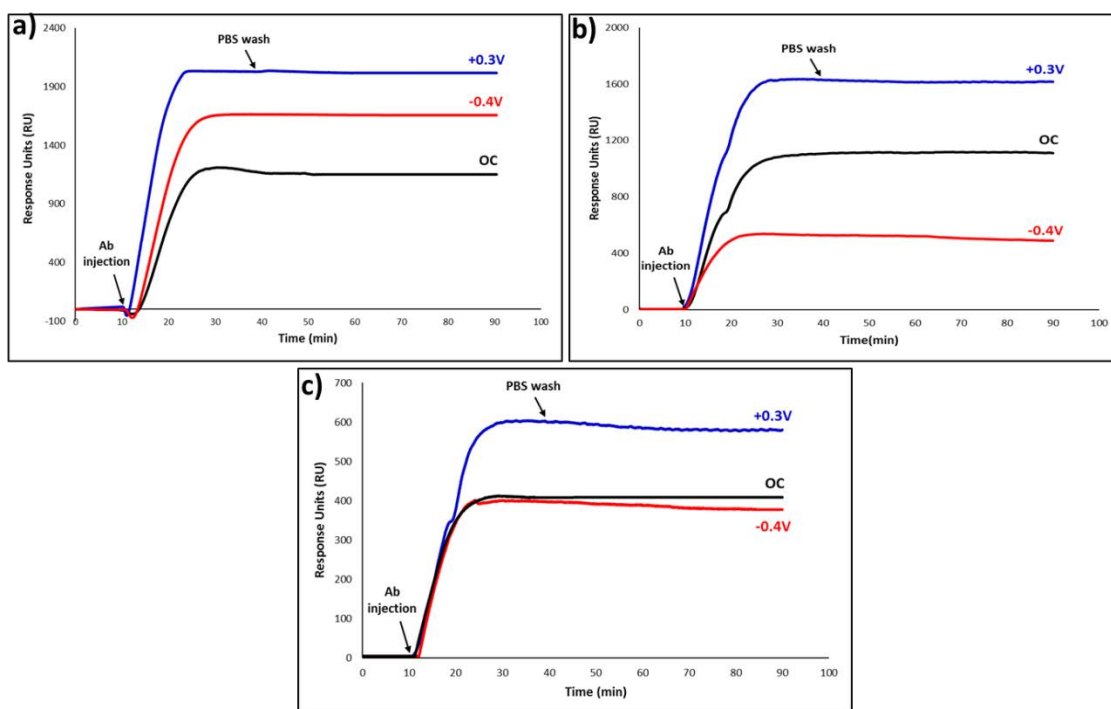 a)
2400
1900
1400
900
400
-100
Response Units (RU)
PBS wash
+0.3V
-0.4V
OC
Ab
injection
0 10 20 30 40 50 60 70 80 90 100
Time (min)
b)
2000
1600
1200
800
400
0
Response Units (RU)
PBS wash
+0.3V
OC
-0.4V
Ab
injection
0 10 20 30 40 50 60 70 80 90 100
Time(min)
c)
700
600
500
400
300
200
100
0
Response Units (RU)
PBS wash
+0.3V
OC
-0.4V
Ab
injection
0 10 20 30 40 50 60 70 80 90 100
Time (min)